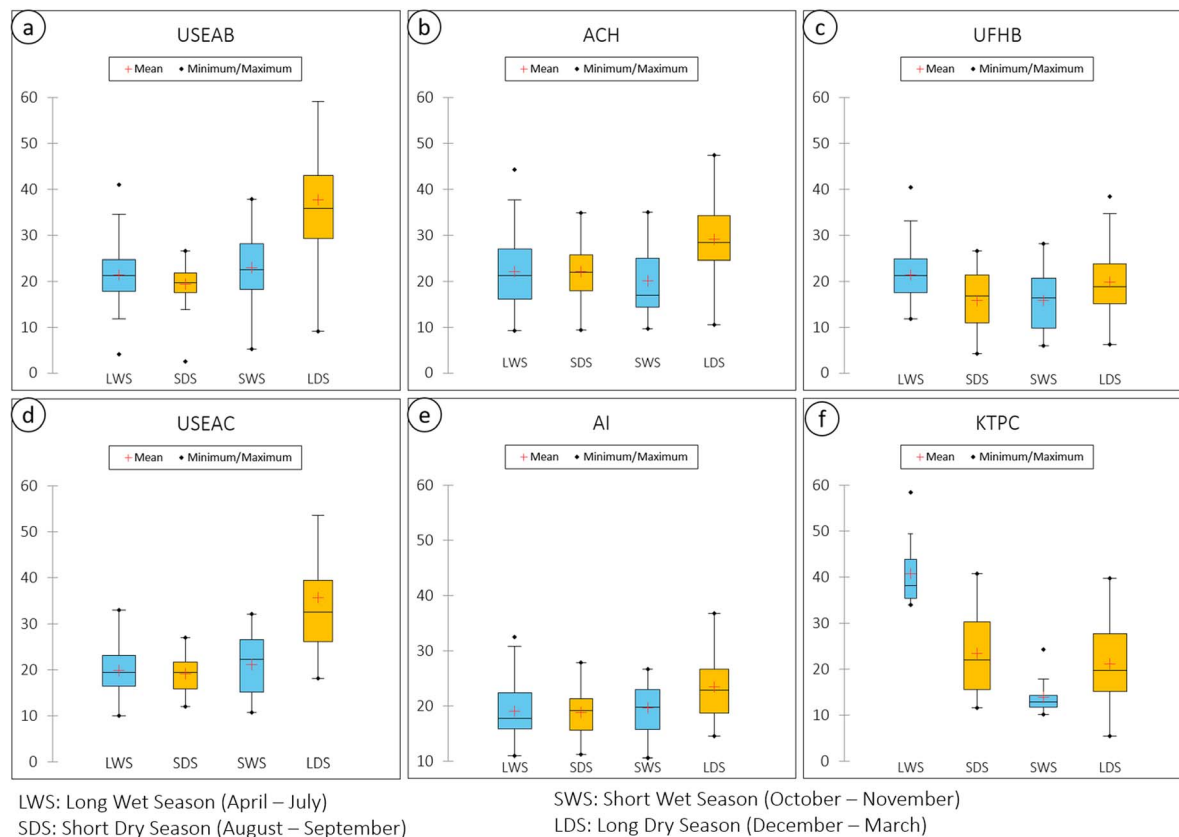 a
USEAB
+ Mean ◆ Minimum/Maximum
60
50
40
30
20
10
0
LWS SDS SWS LDS
b
ACH
+ Mean ◆ Minimum/Maximum
60
50
40
30
20
10
0
LWS SDS SWS LDS
c
UFHB
+ Mean ◆ Minimum/Maximum
60
50
40
30
20
10
0
LWS SDS SWS LDS
d
USEAC
+ Mean ◆ Minimum/Maximum
60
50
40
30
20
10
0
LWS SDS SWS LDS
e
AI
+ Mean ◆ Minimum/Maximum
60
50
40
30
20
10
LWS SDS SWS LDS
f
KTPC
+ Mean ◆ Minimum/Maximum
60
50
40
30
20
10
0
LWS SDS SWS LDS
LWS: Long Wet Season (April – July)
SDS: Short Dry Season (August – September)
SWS: Short Wet Season (October – November)
LDS: Long Dry Season (December – March)